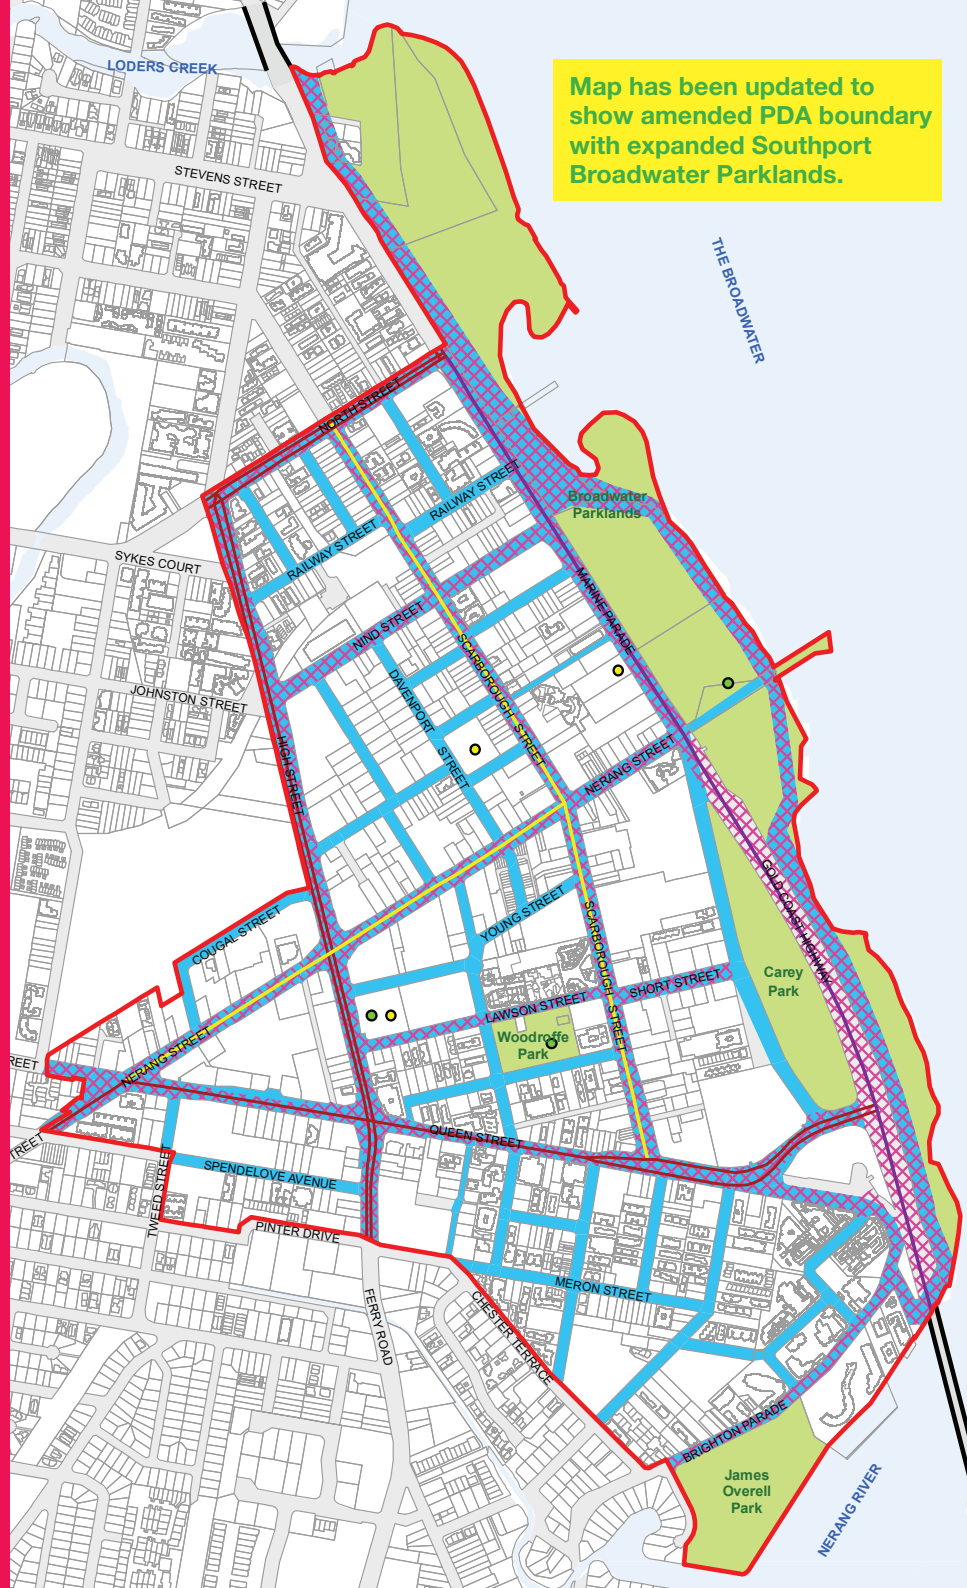 LODERS CREEK
Map has been updated to
show amended PDA boundary
with expanded Southport
Broadwater Parklands.
STEVENS STREET
THE BROADWATER
NORTH STREET
RAILWAY STREET
RAILWAY STREET
Broadwater
Parklands
SYKES COURT
MARINE PARADE
NIND STREET
SCARBOROUGH STREET
DAVENPORT STREET
JOHNSTON STREET
HIGH STREET
NERANG STREET
GOLD COAST HIGHWAY
YOUNG STREET
SCARBOROUGH STREET
COUGAL STREET
Carey
Park
SHORT STREET
LAWSON STREET
Woodroffe
Park
NERANG STREET
REET
TREET
QUEEN STREET
SPENDELOVE AVENUE
TWEED STREET
PINTER DRIVE
MERON STREET
FERRY ROAD
CHESTER TERRACE
BRIGHTON PARADE
James
Overell
Park
NERANG RIVER